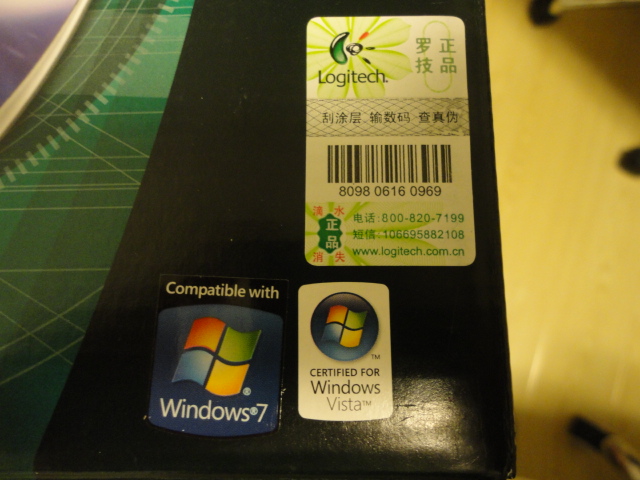 Logitech.
罗技
正品
刮涂层 输数码 查真伪
8098 0616 0969
滴水
正品
消失
电话:800-820-7199
短信:106695882108
www.logitech.com.cn
Compatible with
Windows®7
TM
CERTIFIED FOR
Windows
Vista™